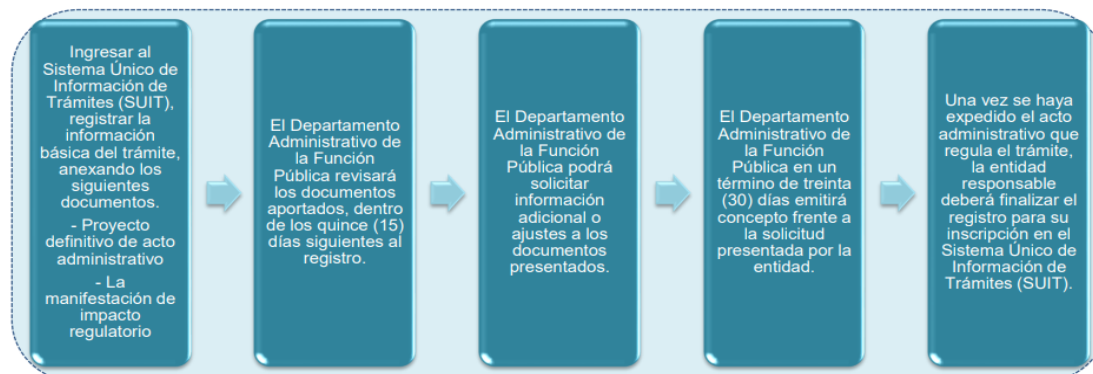 Ingresar al
Sistema Único de
Información de
Trámites (SUIT),
registrar la
información
básica del trámite,
anexando los
siguientes
documentos.
- Proyecto
definitivo de acto
administrativo
- La
manifestación de
impacto
regulatorio
El Departamento
Administrativo de
la Función
Pública revisará
los documentos
aportados, dentro
de los quince (15)
días siguientes al
registro.
El Departamento
Administrativo de
la Función
Pública podrá
solicitar
información
adicional o
ajustes a los
documentos
presentados.
El Departamento
Administrativo de
la Función
Pública en un
término de treinta
(30) días emitirá
concepto frente a
la solicitud
presentada por la
entidad.
Una vez se haya
expedido el acto
administrativo que
regula el trámite,
la entidad
responsable
deberá finalizar el
registro para su
inscripción en el
Sistema Único de
Información de
Trámites (SUIT).